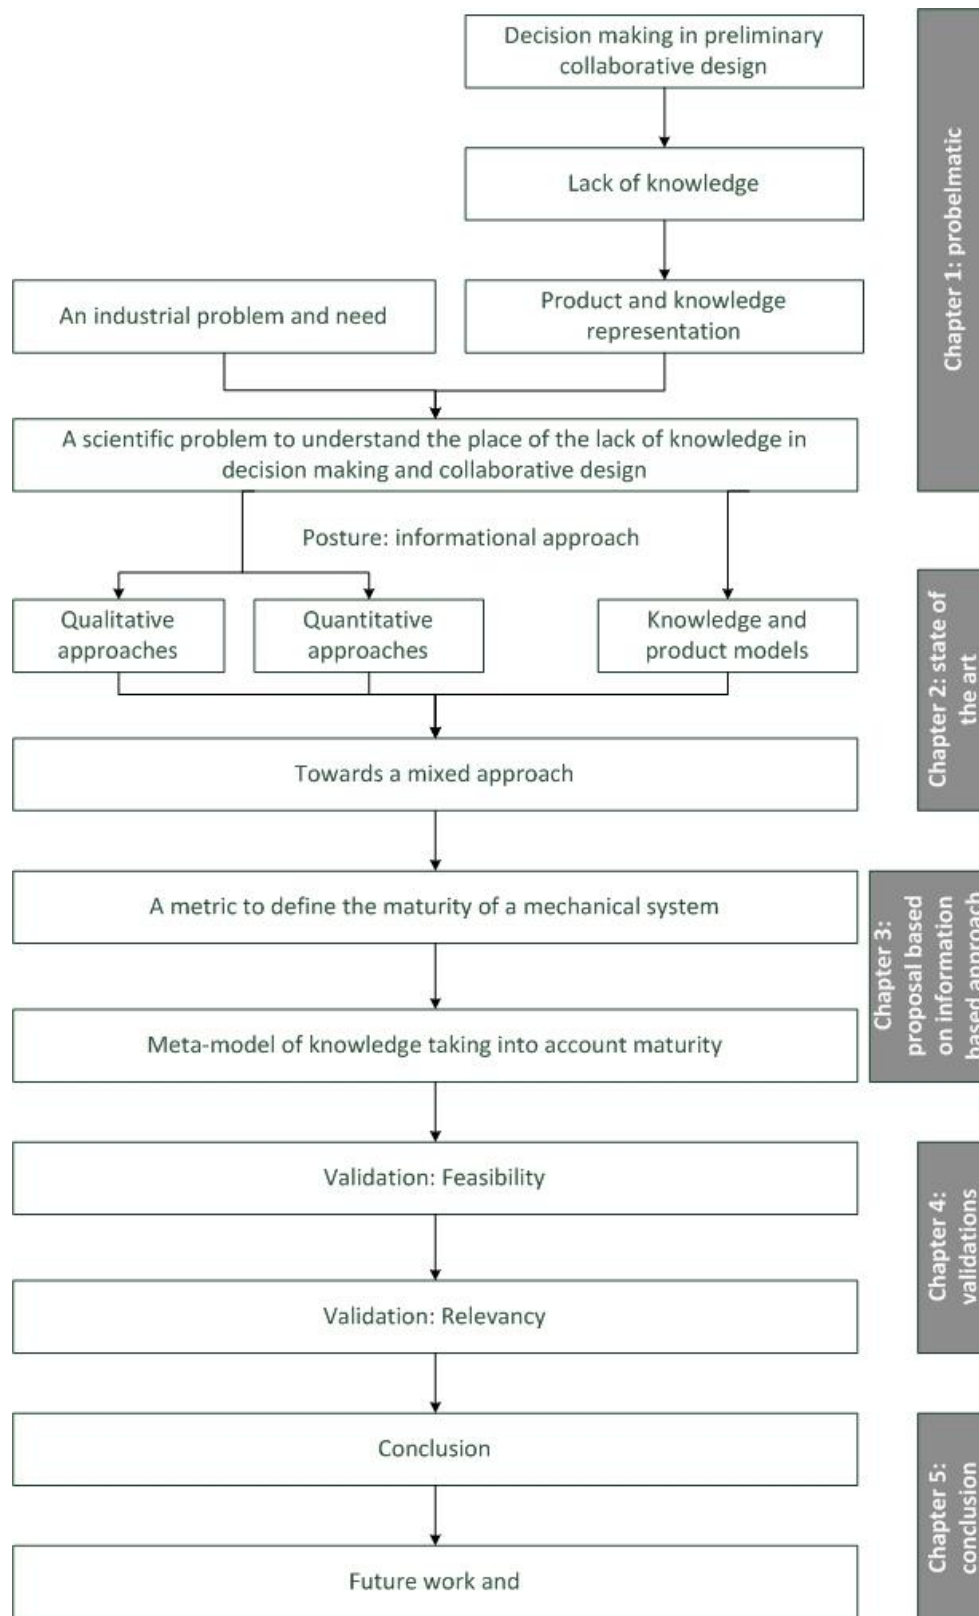 Decision making in preliminary
collaborative design
Lack of knowledge
An industrial problem and need
Product and knowledge
representation
A scientific problem to understand the place of the lack of knowledge in
decision making and collaborative design
Chapter 1: probelmatic
Posture: informational approach
Qualitative
approaches
Quantitative
approaches
Knowledge and
product models
Towards a mixed approach
Chapter 2: state of
the art
A metric to define the maturity of a mechanical system
Meta-model of knowledge taking into account maturity
Chapter 3:
proposal based
on information
based approach
Validation: Feasibility
Validation: Relevancy
Chapter 4:
validations
Conclusion
Future work and
Chapter 5:
conclusion